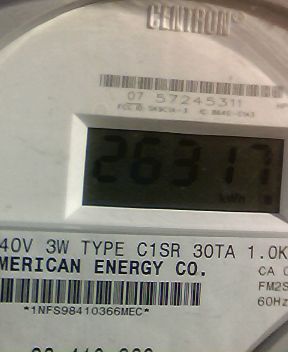 CENTRON®
07 57245311
26317
kWh
40V 3W TYPE C1SR 30TA 1.0K
MERICAN ENERGY CO.
CA 0
FM2S
60Hz
*1NFS98410366MEC*